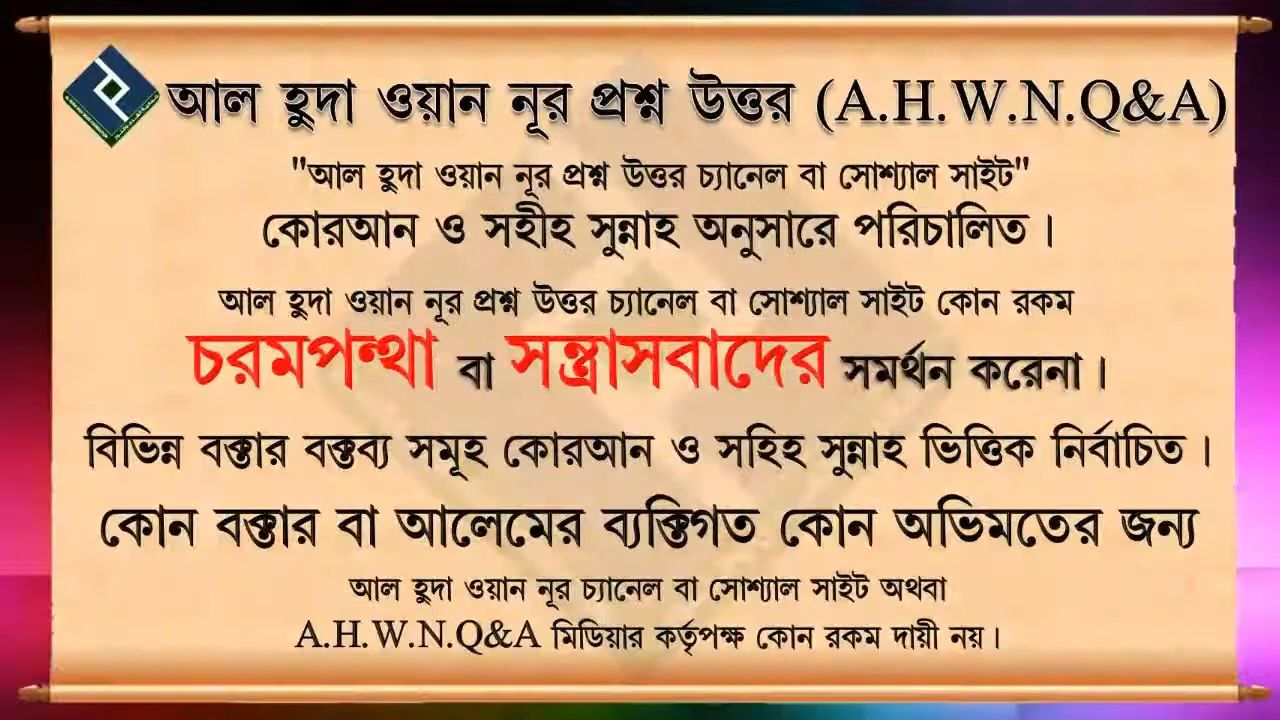 আল হুদা ওয়ান নূর প্রশ্ন উত্তর (A.H.W.N.Q&A)
"আল হুদা ওয়ান নূর প্রশ্ন উত্তর চ্যানেল বা সোশ্যাল সাইট"
কোরআন ও সহীহ সুন্নাহ অনুসারে পরিচালিত।
আল হুদা ওয়ান নূর প্রশ্ন উত্তর চ্যানেল বা সোশ্যাল সাইট কোন রকম
চরমপন্থা বা সন্ত্রাসবাদের সমর্থন করেনা।
বিভিন্ন বক্তার বক্তব্য সমূহ কোরআন ও সহিহ সুন্নাহ ভিত্তিক নির্বাচিত।
কোন বক্তার বা আলেমের ব্যক্তিগত কোন অভিমতের জন্য
আল হুদা ওয়ান নূর চ্যানেল বা সোশ্যাল সাইট অথবা
A.H.W.N.Q&A মিডিয়ার কর্তৃপক্ষ কোন রকম দায়ী নয়।